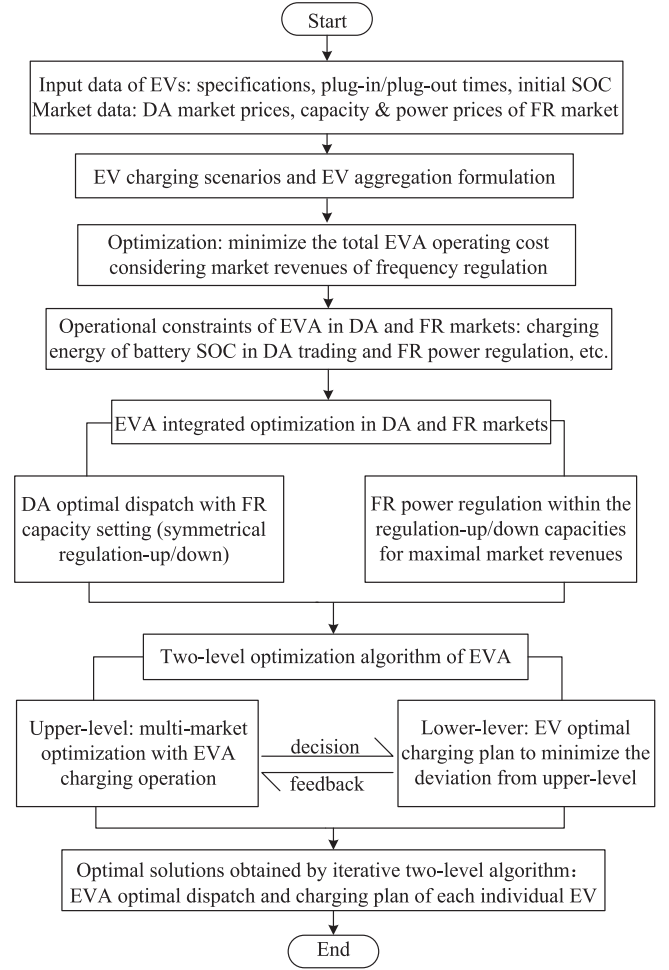 Start
Input data of EVs: specifications, plug-in/plug-out times, initial SOC
Market data: DA market prices, capacity & power prices of FR market
EV charging scenarios and EV aggregation formulation
Optimization: minimize the total EVA operating cost
considering market revenues of frequency regulation
Operational constraints of EVA in DA and FR markets: charging
energy of battery SOC in DA trading and FR power regulation, etc.
EVA integrated optimization in DA and FR markets
DA optimal dispatch with FR
capacity setting (symmetrical
regulation-up/down)
FR power regulation within the
regulation-up/down capacities
for maximal market revenues
Two-level optimization algorithm of EVA
Upper-level: multi-market
optimization with EVA
charging operation
decision
feedback
Lower-lever: EV optimal
charging plan to minimize the
deviation from upper-level
Optimal solutions obtained by iterative two-level algorithm:
EVA optimal dispatch and charging plan of each individual EV
End